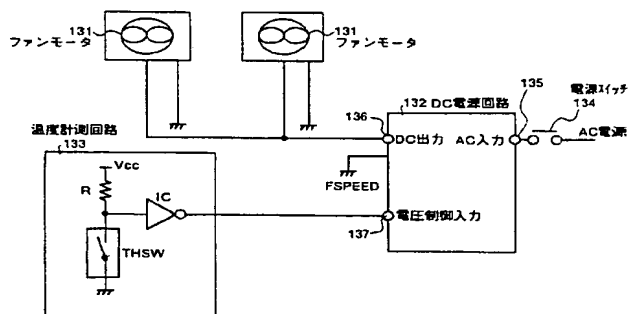 131
ファンモータ
131
ファンモータ
温度計測回路
133
Vcc
R
IC
THSW
132 DC電源回路
136
DC出力
AC入力
135
電源スイッチ
134
AC電源
FSPEED
電圧制御入力
137